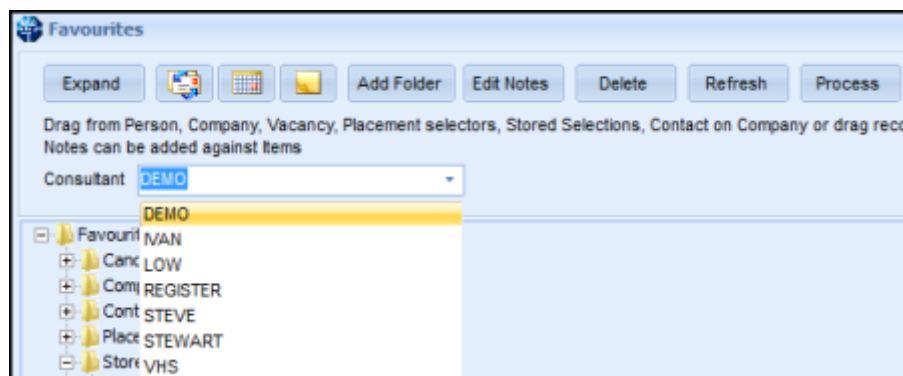 Favourites
Expand Add Folder Edit Notes Delete Refresh Process
Drag from Person, Company, Vacancy, Placement selectors, Stored Selections, Contact on Company or drag reco
Notes can be added against Items
Consultant DEMO
DEMO
Favourit IVAN
Canc LOW
Comp REGISTER
Cont STEVE
Place STEWART
Store VHS